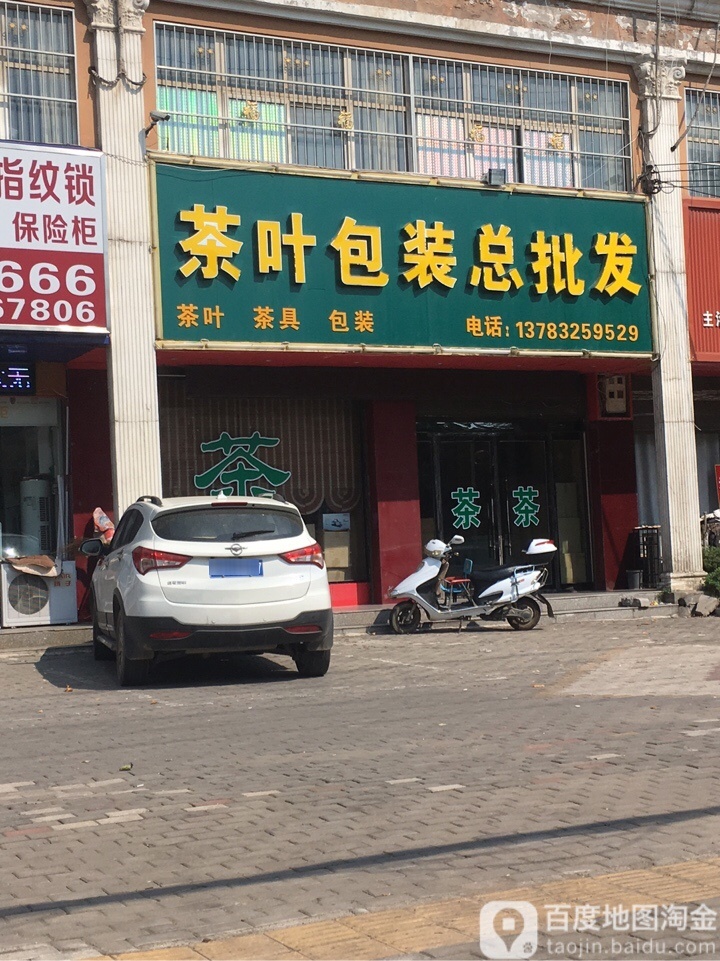 指纹锁
保险柜
666
67806
茶叶包装总批发
茶叶 茶具 包装
电话：13783259529
主
茶
茶 茶
百度地图淘金
taojin.baidu.com